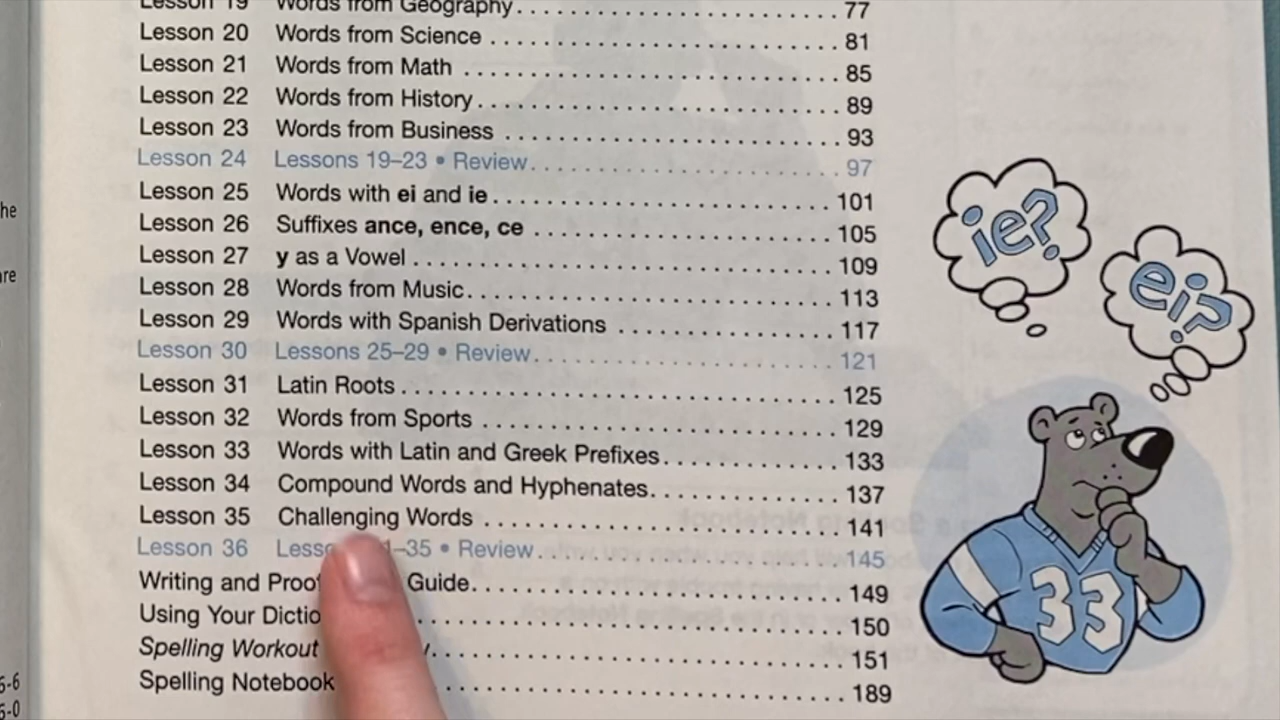 Lesson 19 Words from Geography. . . . . . . . . . . . . . . . . . . . . . . . . . . . . . 77
Lesson 20 Words from Science . . . . . . . . . . . . . . . . . . . . . . . . . . . . . . 81
Lesson 21 Words from Math . . . . . . . . . . . . . . . . . . . . . . . . . . . . . . 85
Lesson 22 Words from History. . . . . . . . . . . . . . . . . . . . . . . . . . . . . . 89
Lesson 23 Words from Business . . . . . . . . . . . . . . . . . . . . . . . . . . . . . . 93
Lesson 24 Lessons 19–23 • Review. . . . . . . . . . . . . . . . . . . . . . . . . . 97
Lesson 25 Words with ei and ie. . . . . . . . . . . . . . . . . . . . . . . . . . . . 101
Lesson 26 Suffixes ance, ence, ce . . . . . . . . . . . . . . . . . . . . . . . . . 105
Lesson 27 y as a Vowel . . . . . . . . . . . . . . . . . . . . . . . . . . . . . . . . . 109
Lesson 28 Words from Music. . . . . . . . . . . . . . . . . . . . . . . . . . . . . . 113
Lesson 29 Words with Spanish Derivations . . . . . . . . . . . . . . . . . . 117
Lesson 30 Lessons 25–29 • Review. . . . . . . . . . . . . . . . . . . . . . . . . 121
Lesson 31 Latin Roots . . . . . . . . . . . . . . . . . . . . . . . . . . . . . . . . . . 125
Lesson 32 Words from Sports . . . . . . . . . . . . . . . . . . . . . . . . . . . . 129
Lesson 33 Words with Latin and Greek Prefixes. . . . . . . . . . . . . . 133
Lesson 34 Compound Words and Hyphenates. . . . . . . . . . . . . . . 137
Lesson 35 Challenging Words . . . . . . . . . . . . . . . . . . . . . . . . . . . . 141
Lesson 36 –35 • Review. . . . . . . . . . . . . . . . . . . . . . . . . 145
Writing and Guide. . . . . . . . . . . . . . . . . . . . . . . . . . . . . 149
Using Your . . . . . . . . . . . . . . . . . . . . . . . . . . . . . . . . . 150
Spelling Workout . . . . . . . . . . . . . . . . . . . . . . . . . . . . . . . . 151
Spelling Notebook . . . . . . . . . . . . . . . . . . . . . . . . . . . . . . . 189
ie?
ei?
33